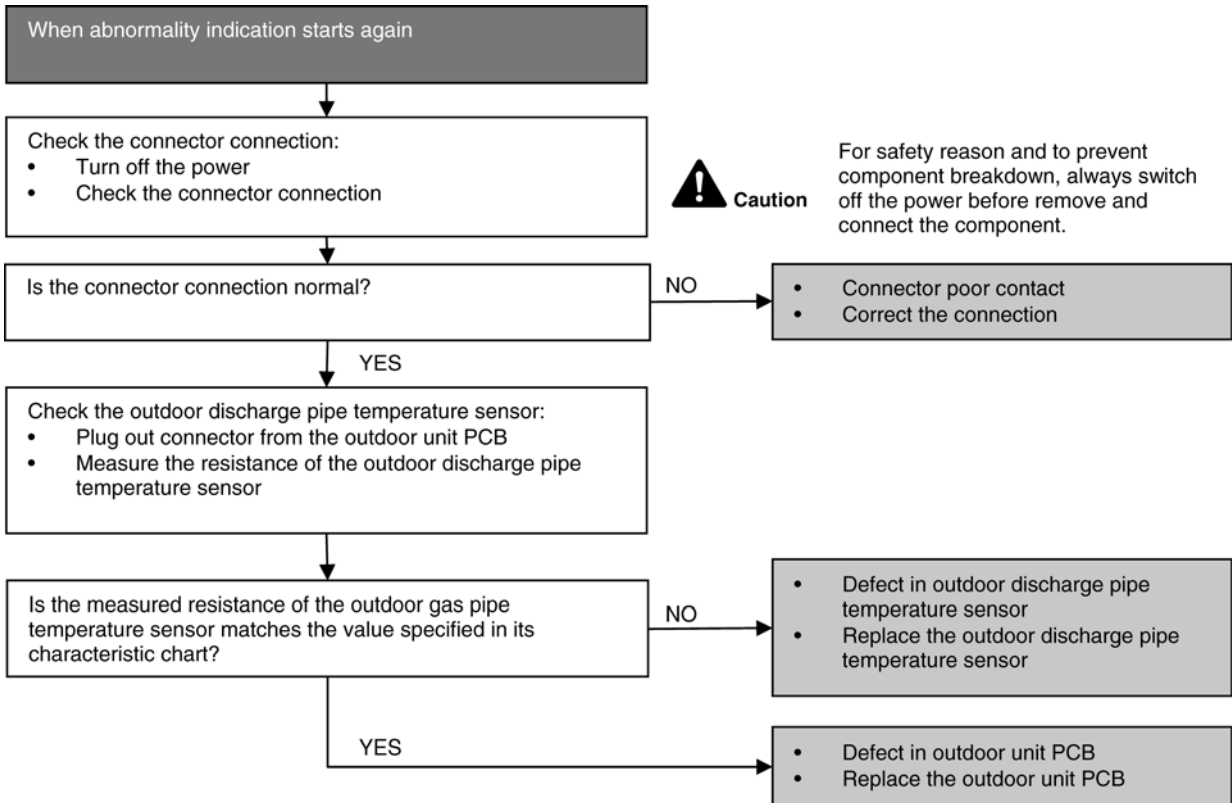 When abnormality indication starts again
Check the connector connection:
• Turn off the power
• Check the connector connection
Caution
For safety reason and to prevent
component breakdown, always switch
off the power before remove and
connect the component.
Is the connector connection normal?
NO
• Connector poor contact
• Correct the connection
YES
Check the outdoor discharge pipe temperature sensor:
• Plug out connector from the outdoor unit PCB
• Measure the resistance of the outdoor discharge pipe
temperature sensor
Is the measured resistance of the outdoor gas pipe
temperature sensor matches the value specified in its
characteristic chart?
NO
• Defect in outdoor discharge pipe
temperature sensor
• Replace the outdoor discharge pipe
temperature sensor
YES
• Defect in outdoor unit PCB
• Replace the outdoor unit PCB